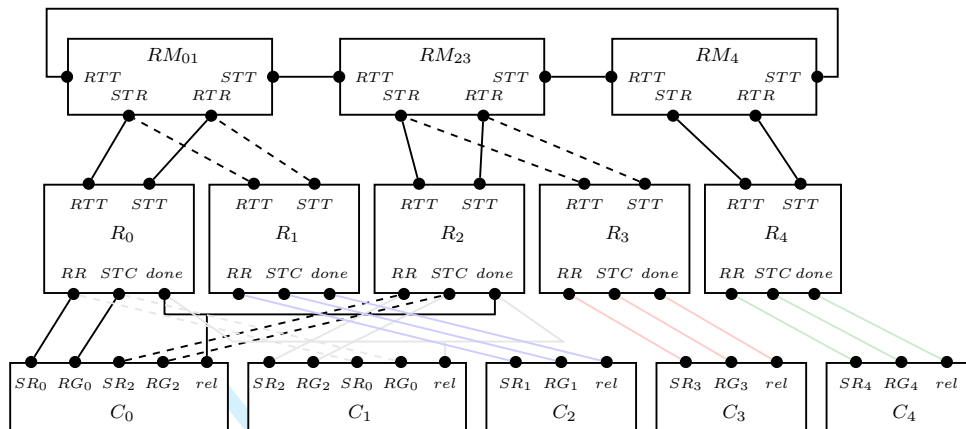 RM01 RM23 RM4
RTT STT RTT STT RTT STT
STR RTR STR RTR STR RTR
RTT STT RTT STT RTT STT RTT STT RTT STT
R0 R1 R2 R3 R4
RR STC done RR STC done RR STC done RR STC done RR STC done
SR0 RG0 SR2 RG2 rel SR2 RG2 SR0 RG0 rel SR1 RG1 rel SR3 RG3 rel SR4 RG4 rel
C0 C1 C2 C3 C4